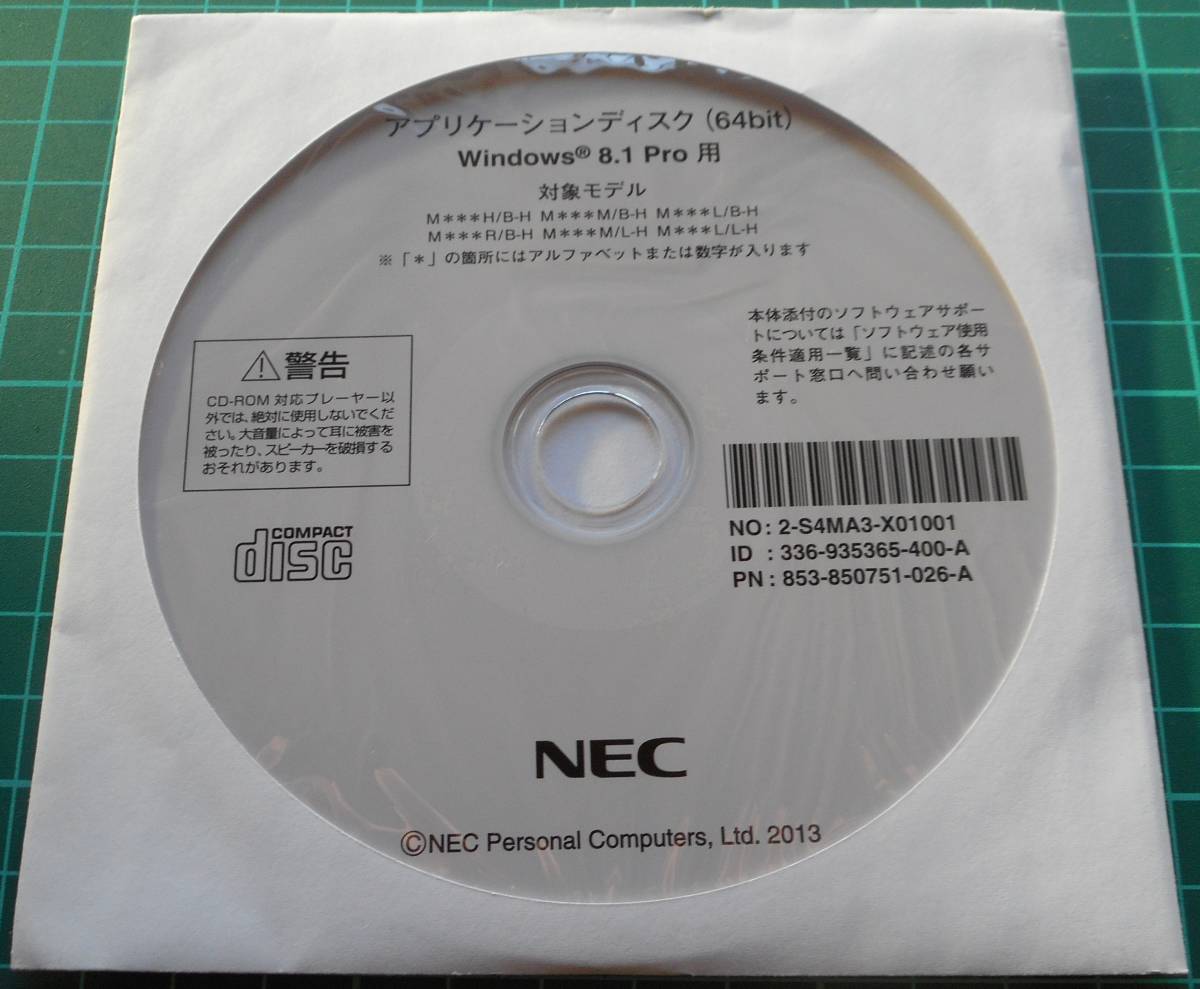 アプリケーションディスク(64bit)
Windows® 8.1 Pro 用
対象モデル
M***H/B-H M***M/B-H M***L/B-H
M***R/B-H M***M/L-H M***L/L-H
※「*」の箇所にはアルファベットまたは数字が入ります
⚠警告
CD-ROM 対応プレーヤー以
外では、絶対に使用しないでくだ
さい。大音量によって耳に被害を
被ったり、スピーカーを破損する
おそれがあります。
本体添付のソフトウェアサポー
トについては「ソフトウェア使用
条件適用一覧」に記述の各サ
ポート窓口へ問い合わせ願い
ます。
COMPACT
disc
NO: 2-S4MA3-X01001
ID : 336-935365-400-A
PN : 853-850751-026-A
NEC
©NEC Personal Computers, Ltd. 2013